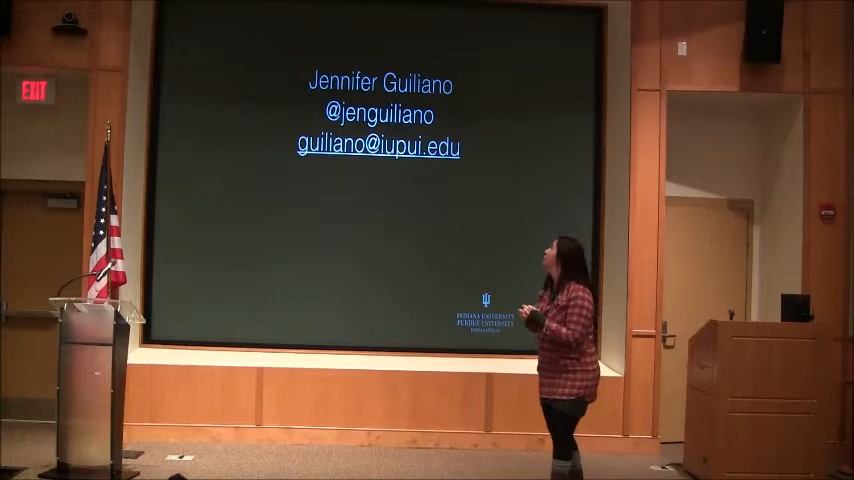 Jennifer Guiliano
@jenguiliano
guiliano@iupui.edu
EXIT
INDIANA UNIVERSITY
PURDUE UNIVERSITY